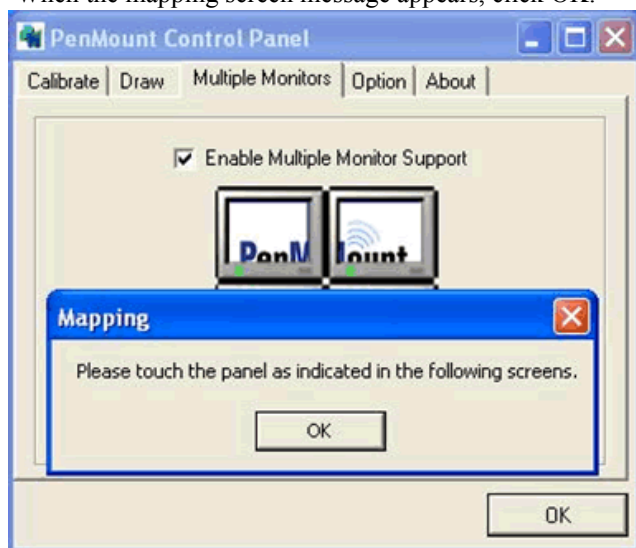 When the mapping screen message appears, click OK.
PenMount Control Panel
Calibrate Draw Multiple Monitors Option About
Enable Multiple Monitor Support
PenMount
Mapping
Please touch the panel as indicated in the following screens.
OK
OK